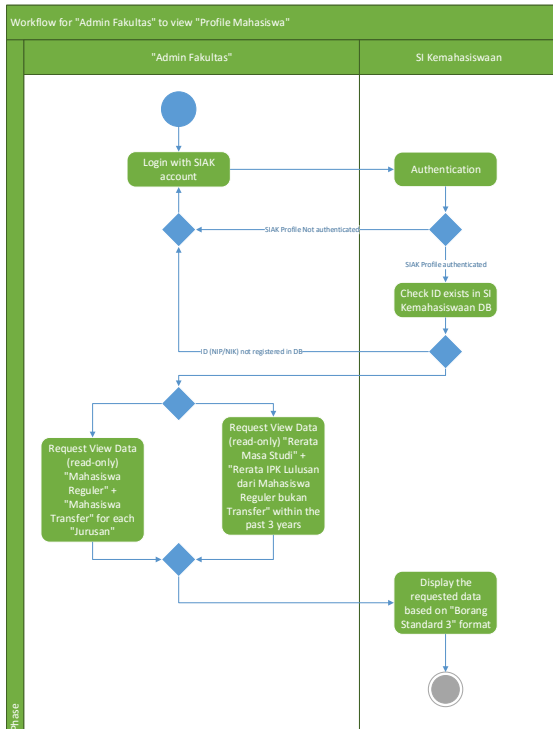 Workflow for "Admin Fakultas" to view "Profile Mahasiswa"
"Admin Fakultas"
SI Kemahasiswaan
Login with SIAK
account
Authentication
SIAK Profile Not authenticated
SIAK Profile authenticated
Check ID exists in SI
Kemahasiswaan DB
ID (NIP/NIK) not registered in DB
Request View Data
(read-only)
"Mahasiswa
Reguler" +
"Mahasiswa
Transfer" for each
"Jurusan"
Request View Data
(read-only) "Rerata
Masa Studi" +
"Rerata IPK Lulusan
dari Mahasiswa
Reguler bukan
Transfer" within the
past 3 years
Display the
requested data
based on "Borang
Standard 3" format
Phase